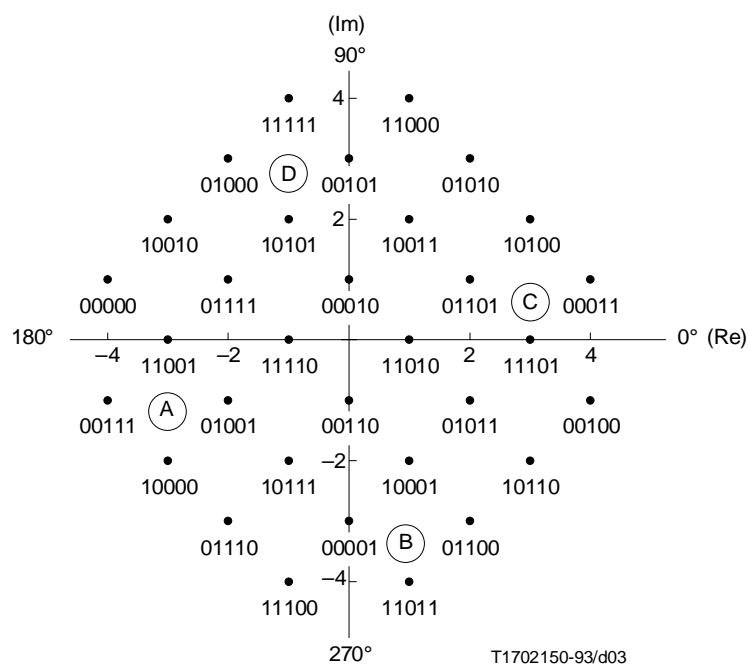 (Im)
90°
4
11111 11000
D
01000 00101 01010
2
10010 10101 10011 10100
C
00000 01111 00010 01101 00011
180° 0° (Re)
–4 –2 2 4
11001 11110 11010 11101
A
00111 01001 00110 01011 00100
–2
10000 10111 10001 10110
B
01110 00001 01100
–4
11100 11011
270°
T1702150-93/d03